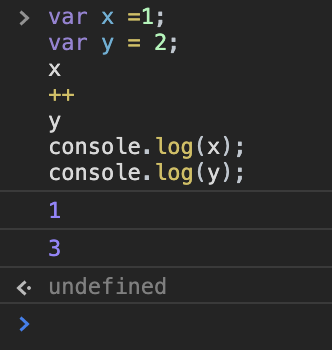 var x =1;
var y = 2;
x
++
y
console.log(x);
console.log(y);
1
3
undefined